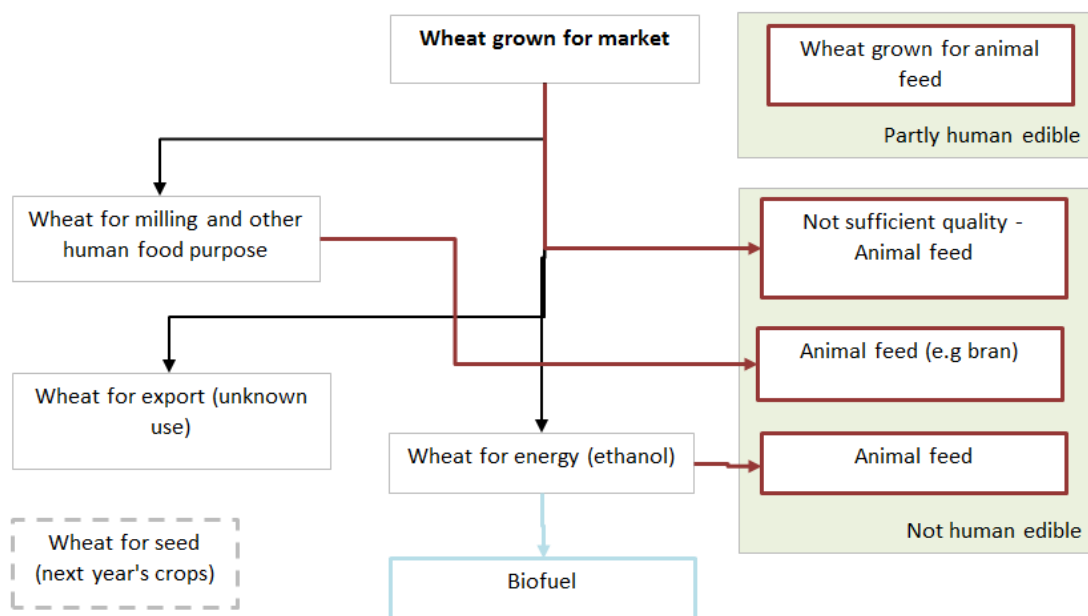 Wheat grown for market
Wheat grown for animal
feed
Partly human edible
Wheat for milling and other
human food purpose
Not sufficient quality -
Animal feed
Animal feed (e.g bran)
Wheat for export (unknown
use)
Wheat for energy (ethanol)
Animal feed
Not human edible
Wheat for seed
(next year's crops)
Biofuel